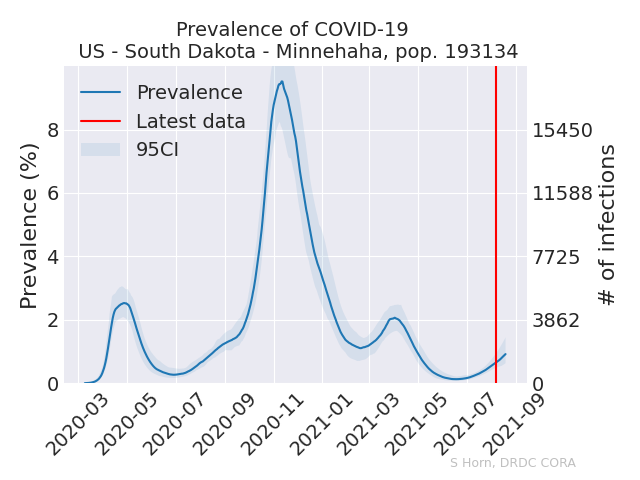 Prevalence of COVID-19
US - South Dakota - Minnehaha, pop. 193134
Prevalence
Latest data
95CI
Prevalence (%)
8
6
4
2
0
15450
11588
7725
3862
0
# of infections
2020-03
2020-05
2020-07
2020-09
2020-11
2021-01
2021-03
2021-05
2021-07
2021-09
S Horn, DRDC CORA